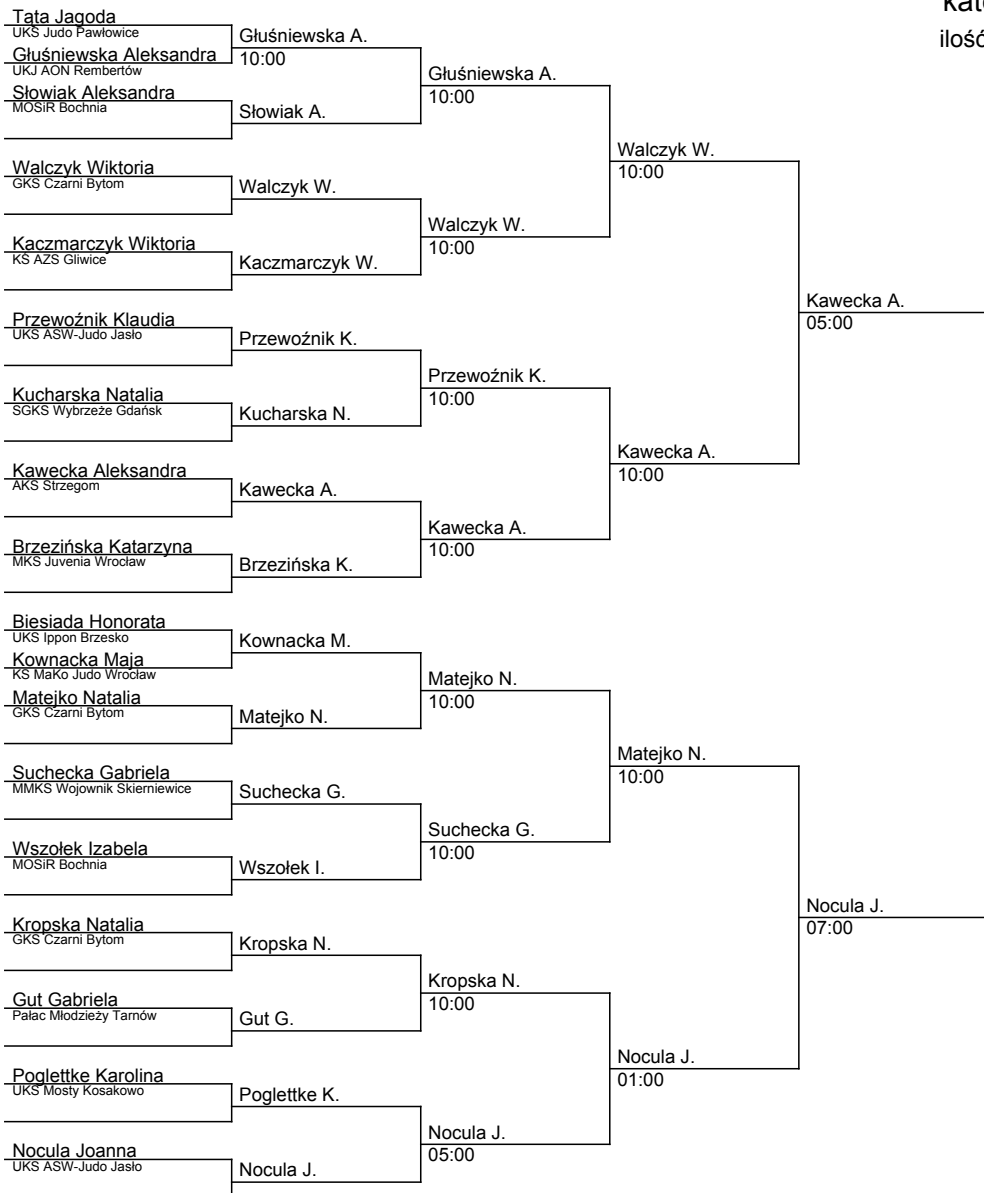 kat
ilość
Tąta Jagoda
UKS Judo Pawłowice
Głuśniewska Aleksandra
UKJ AON Rembertów
Słowiak Aleksandra
MOSiR Bochnia
Walczyk Wiktoria
GKS Czarni Bytom
Kaczmarczyk Wiktoria
KŚ AZS Gliwice
Przewoźnik Klaudia
UKS ASW-Judo Jasło
Kucharska Natalia
SGKS Wybrzeże Gdańsk
Kawecka Aleksandra
AKS Strzegom
Brzezińska Katarzyna
MKS Juvenia Wrocław
Biesiada Honorata
UKS Ippon Brzesko
Kownacka Maja
KS MaKo Judo Wrocław
Matejko Natalia
GKS Czarni Bytom
Suchecka Gabriela
MMKS Wojownik Skierniewice
Wszołek Izabela
MOSiR Bochnia
Kropska Natalia
GKS Czarni Bytom
Gut Gabriela
Pałac Młodzieży Tarnów
Poglettke Karolina
UKS Mosty Kosakowo
Nocula Joanna
UKS ASW-Judo Jasło
Głuśniewska A.
10:00
Słowiak A.
Walczyk W.
Kaczmarczyk W.
Przewoźnik K.
Kucharska N.
Kawecka A.
Brzezińska K.
Kownacka M.
Matejko N.
Suchecka G.
Wszołek I.
Kropska N.
Gut G.
Poglettke K.
Nocula J.
Głuśniewska A.
10:00
Walczyk W.
10:00
Przewoźnik K.
10:00
Kawecka A.
10:00
Matejko N.
10:00
Suchecka G.
10:00
Kropska N.
10:00
Nocula J.
05:00
Walczyk W.
10:00
Kawecka A.
10:00
Matejko N.
10:00
Nocula J.
01:00
Kawecka A.
05:00
Nocula J.
07:00